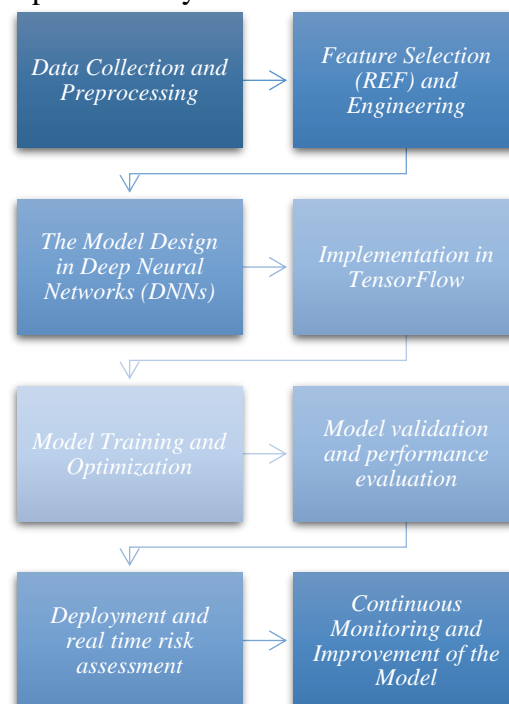 Data Collection and
Preprocessing
Feature Selection
(REF) and
Engineering
The Model Design
in Deep Neural
Networks (DNNs)
Implementation in
TensorFlow
Model Training and
Optimization
Model validation
and performance
evaluation
Deployment and
real time risk
assessment
Continuous
Monitoring and
Improvement of the
Model